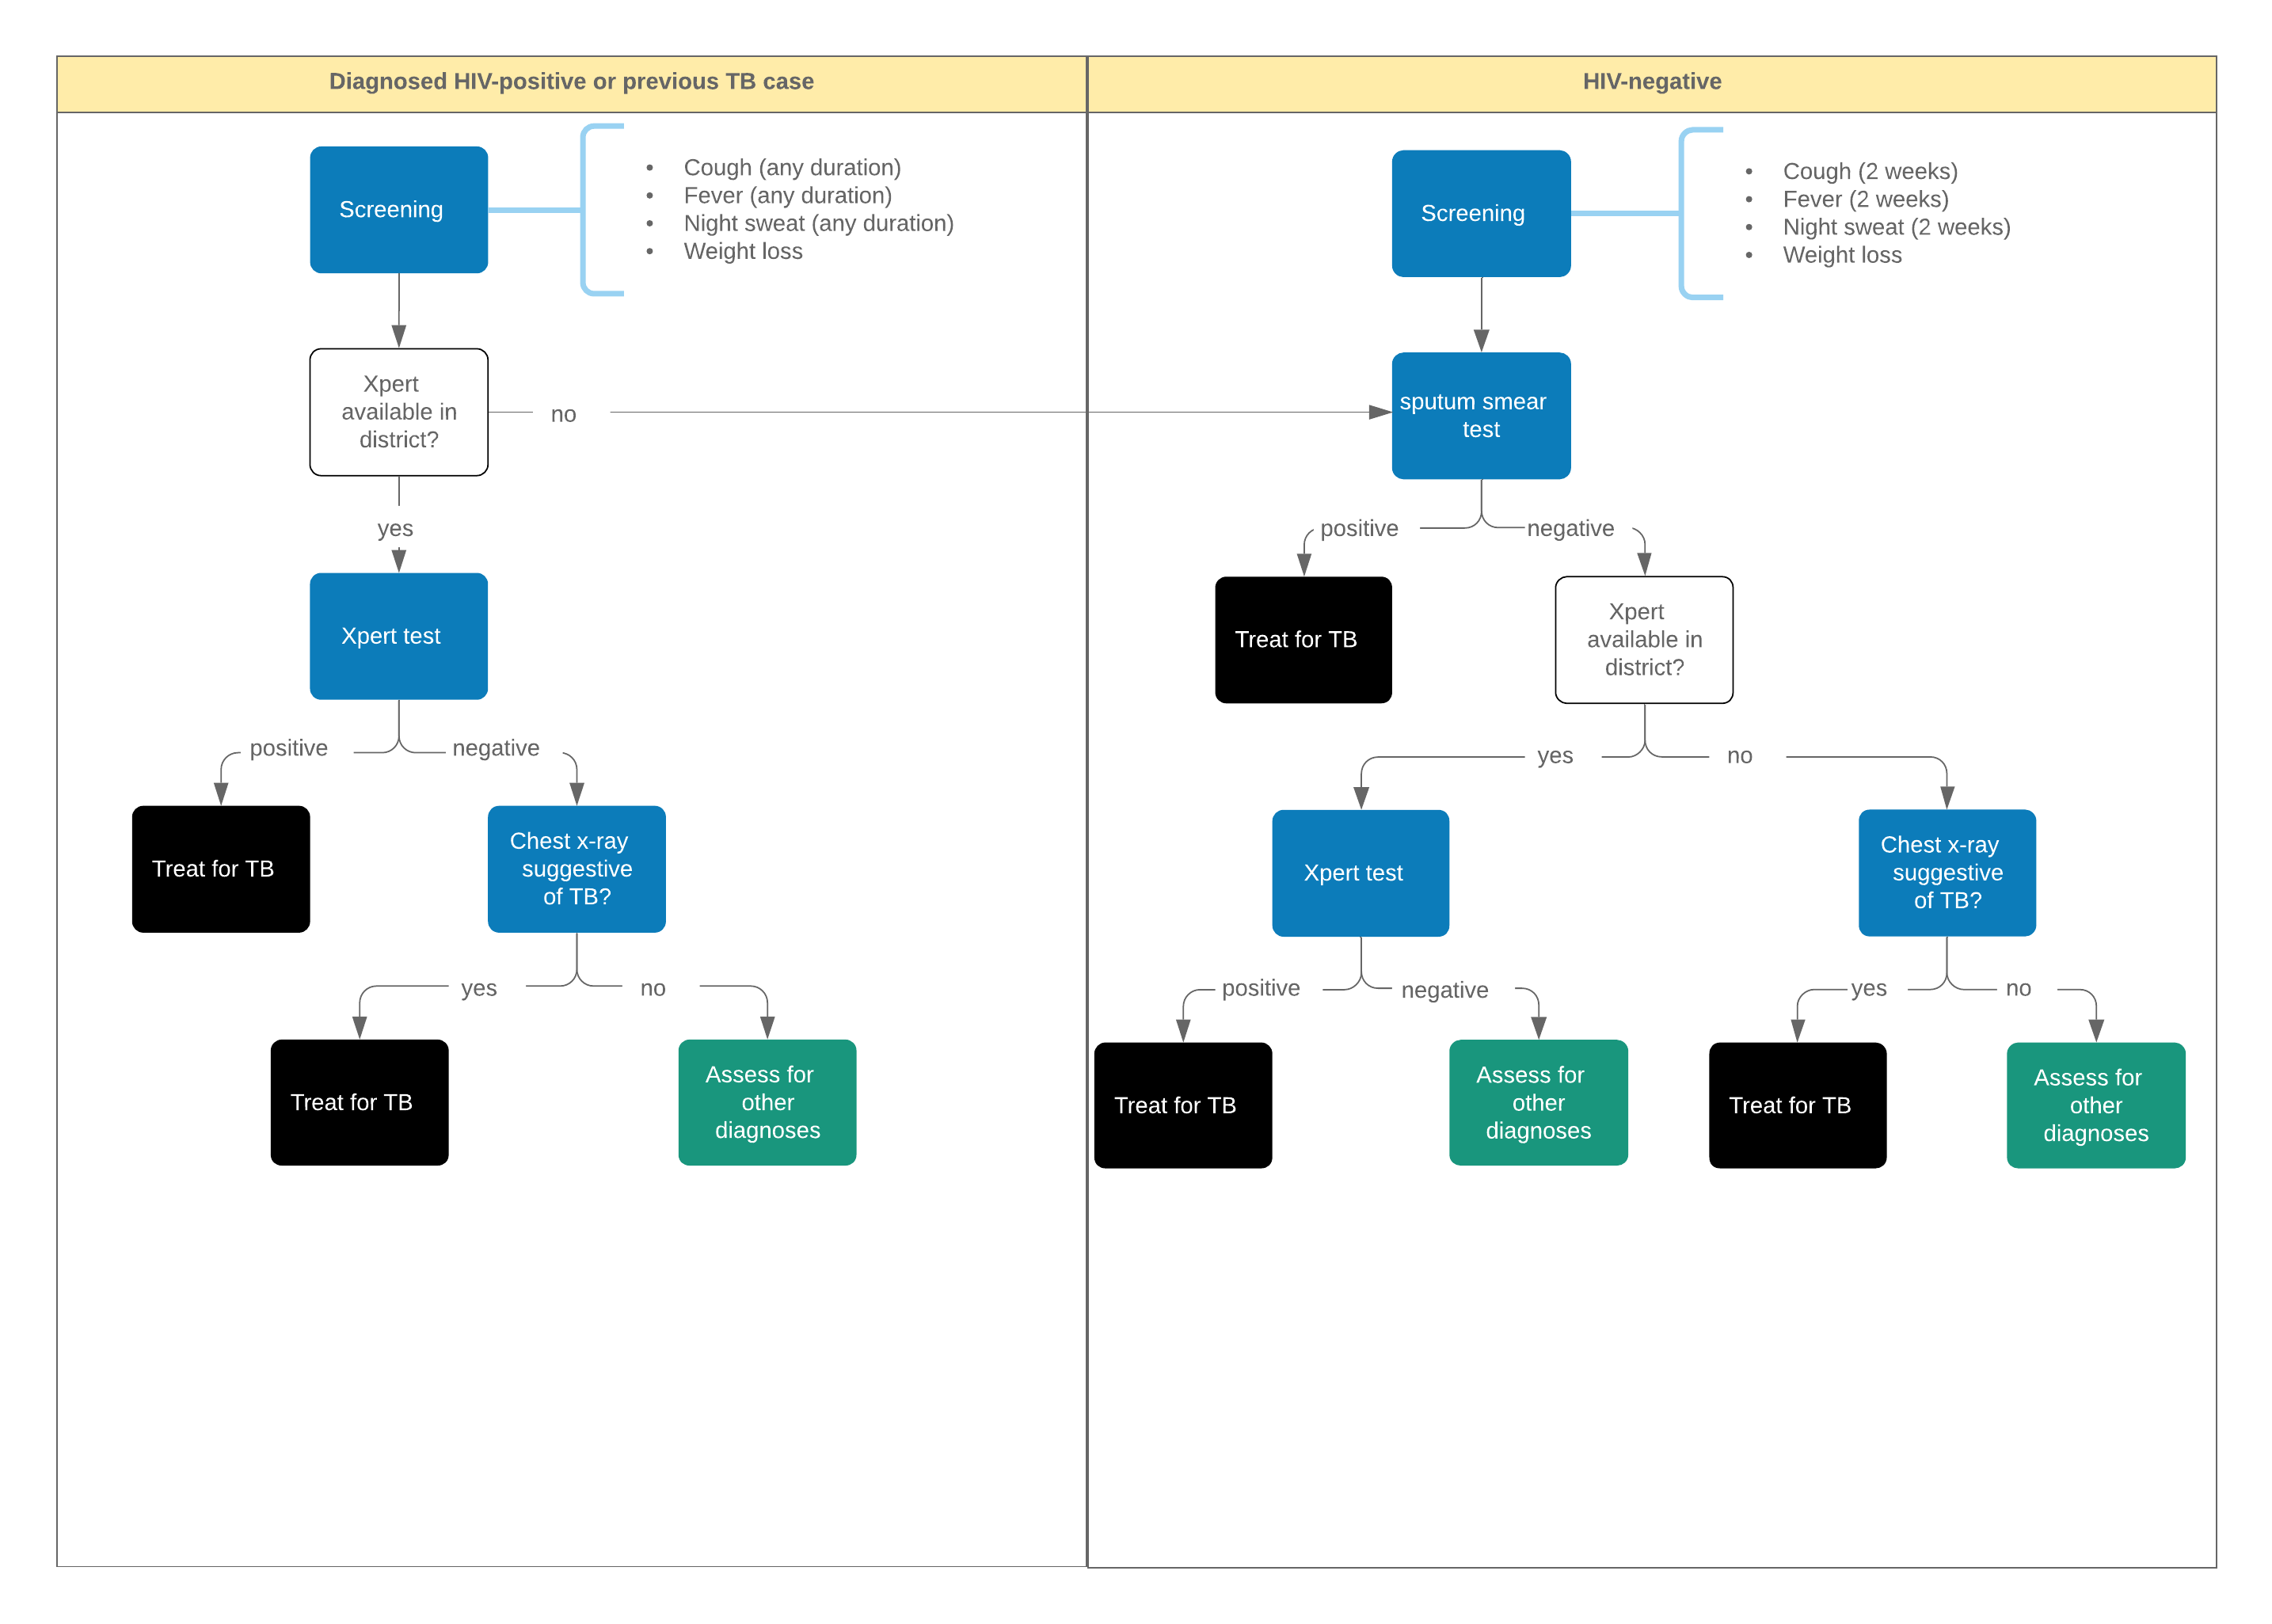 Diagnosed HIV-positive or previous TB case
HIV-negative
Screening
• Cough (any duration)
• Fever (any duration)
• Night sweat (any duration)
• Weight loss
Xpert
available in
district?
no
yes
Xpert test
positive
negative
Treat for TB
Chest x-ray
suggestive
of TB?
yes
no
Treat for TB
Assess for
other
diagnoses
Screening
• Cough (2 weeks)
• Fever (2 weeks)
• Night sweat (2 weeks)
• Weight loss
sputum smear
test
positive
negative
Treat for TB
Xpert
available in
district?
yes
no
Xpert test
Chest x-ray
suggestive
of TB?
positive
negative
yes
no
Treat for TB
Assess for
other
diagnoses
Treat for TB
Assess for
other
diagnoses